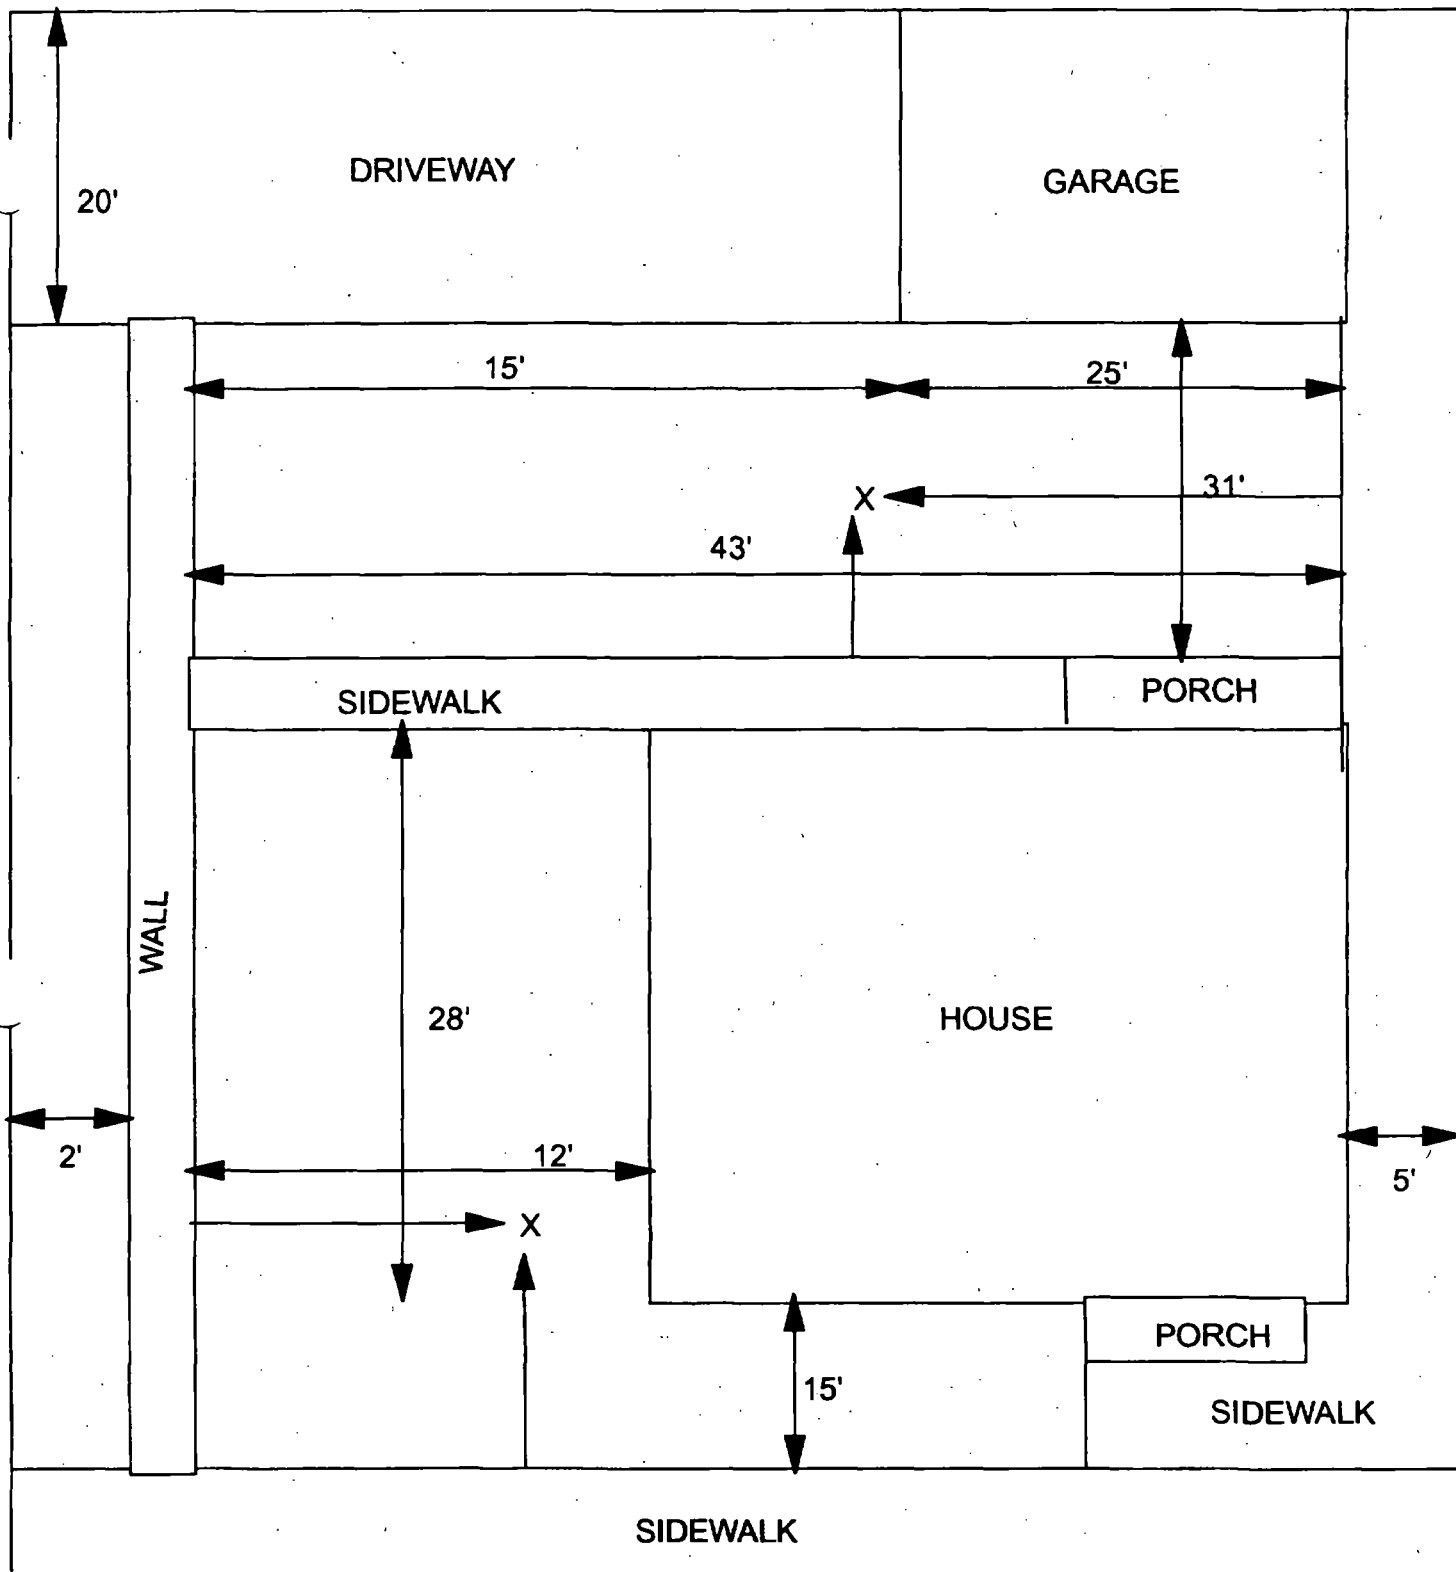 DRIVEWAY
GARAGE
20'
15'
25'
X
31'
43'
SIDEWALK
PORCH
WALL
28'
HOUSE
2'
12'
5'
X
PORCH
15'
SIDEWALK
SIDEWALK